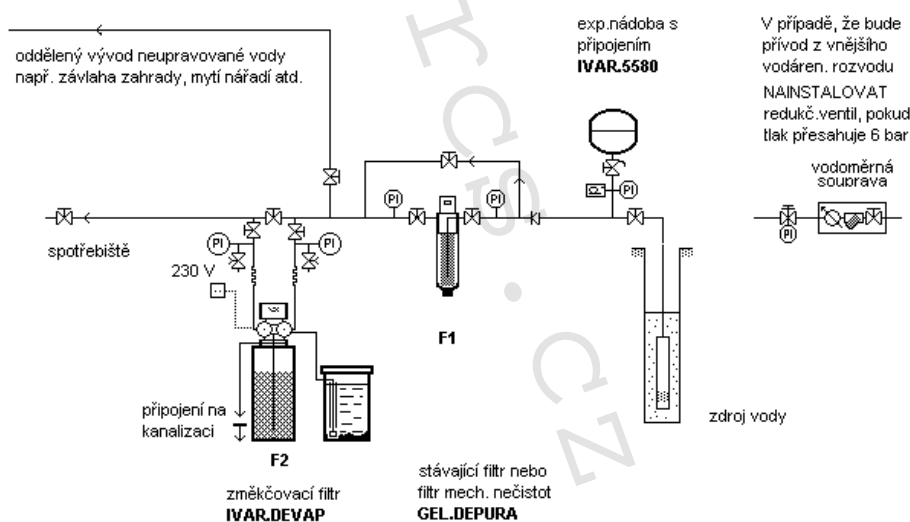 oddělený vývod neupravované vody
např. závlaha zahrady, mytí nářadí atd.
exp.nádoba s
připojením
IVAR.5580
V případě, že bude
přívod z vnějšího
vodáren. rozvodu
NAINSTALOVAT
redukč.ventil, pokud
tlak přesahuje 6 bar
vodoměrná
souprava
PI
PI
PI
PI
PI
PI
spotřebiště
230 V
F1
připojení na
kanalizaci
zdroj vody
F2
změkčovací filtr
IVAR.DEVAP
stávající filtr nebo
filtr mech. nečistot
GEL.DEPURA